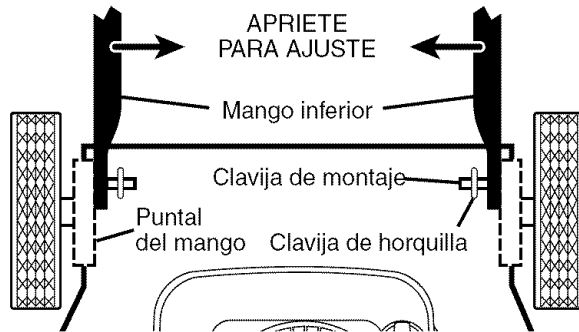 APRIETE
PARA AJUSTE
Mango inferior
Clavija de montaje
Puntal
del mango
Clavija de horquilla